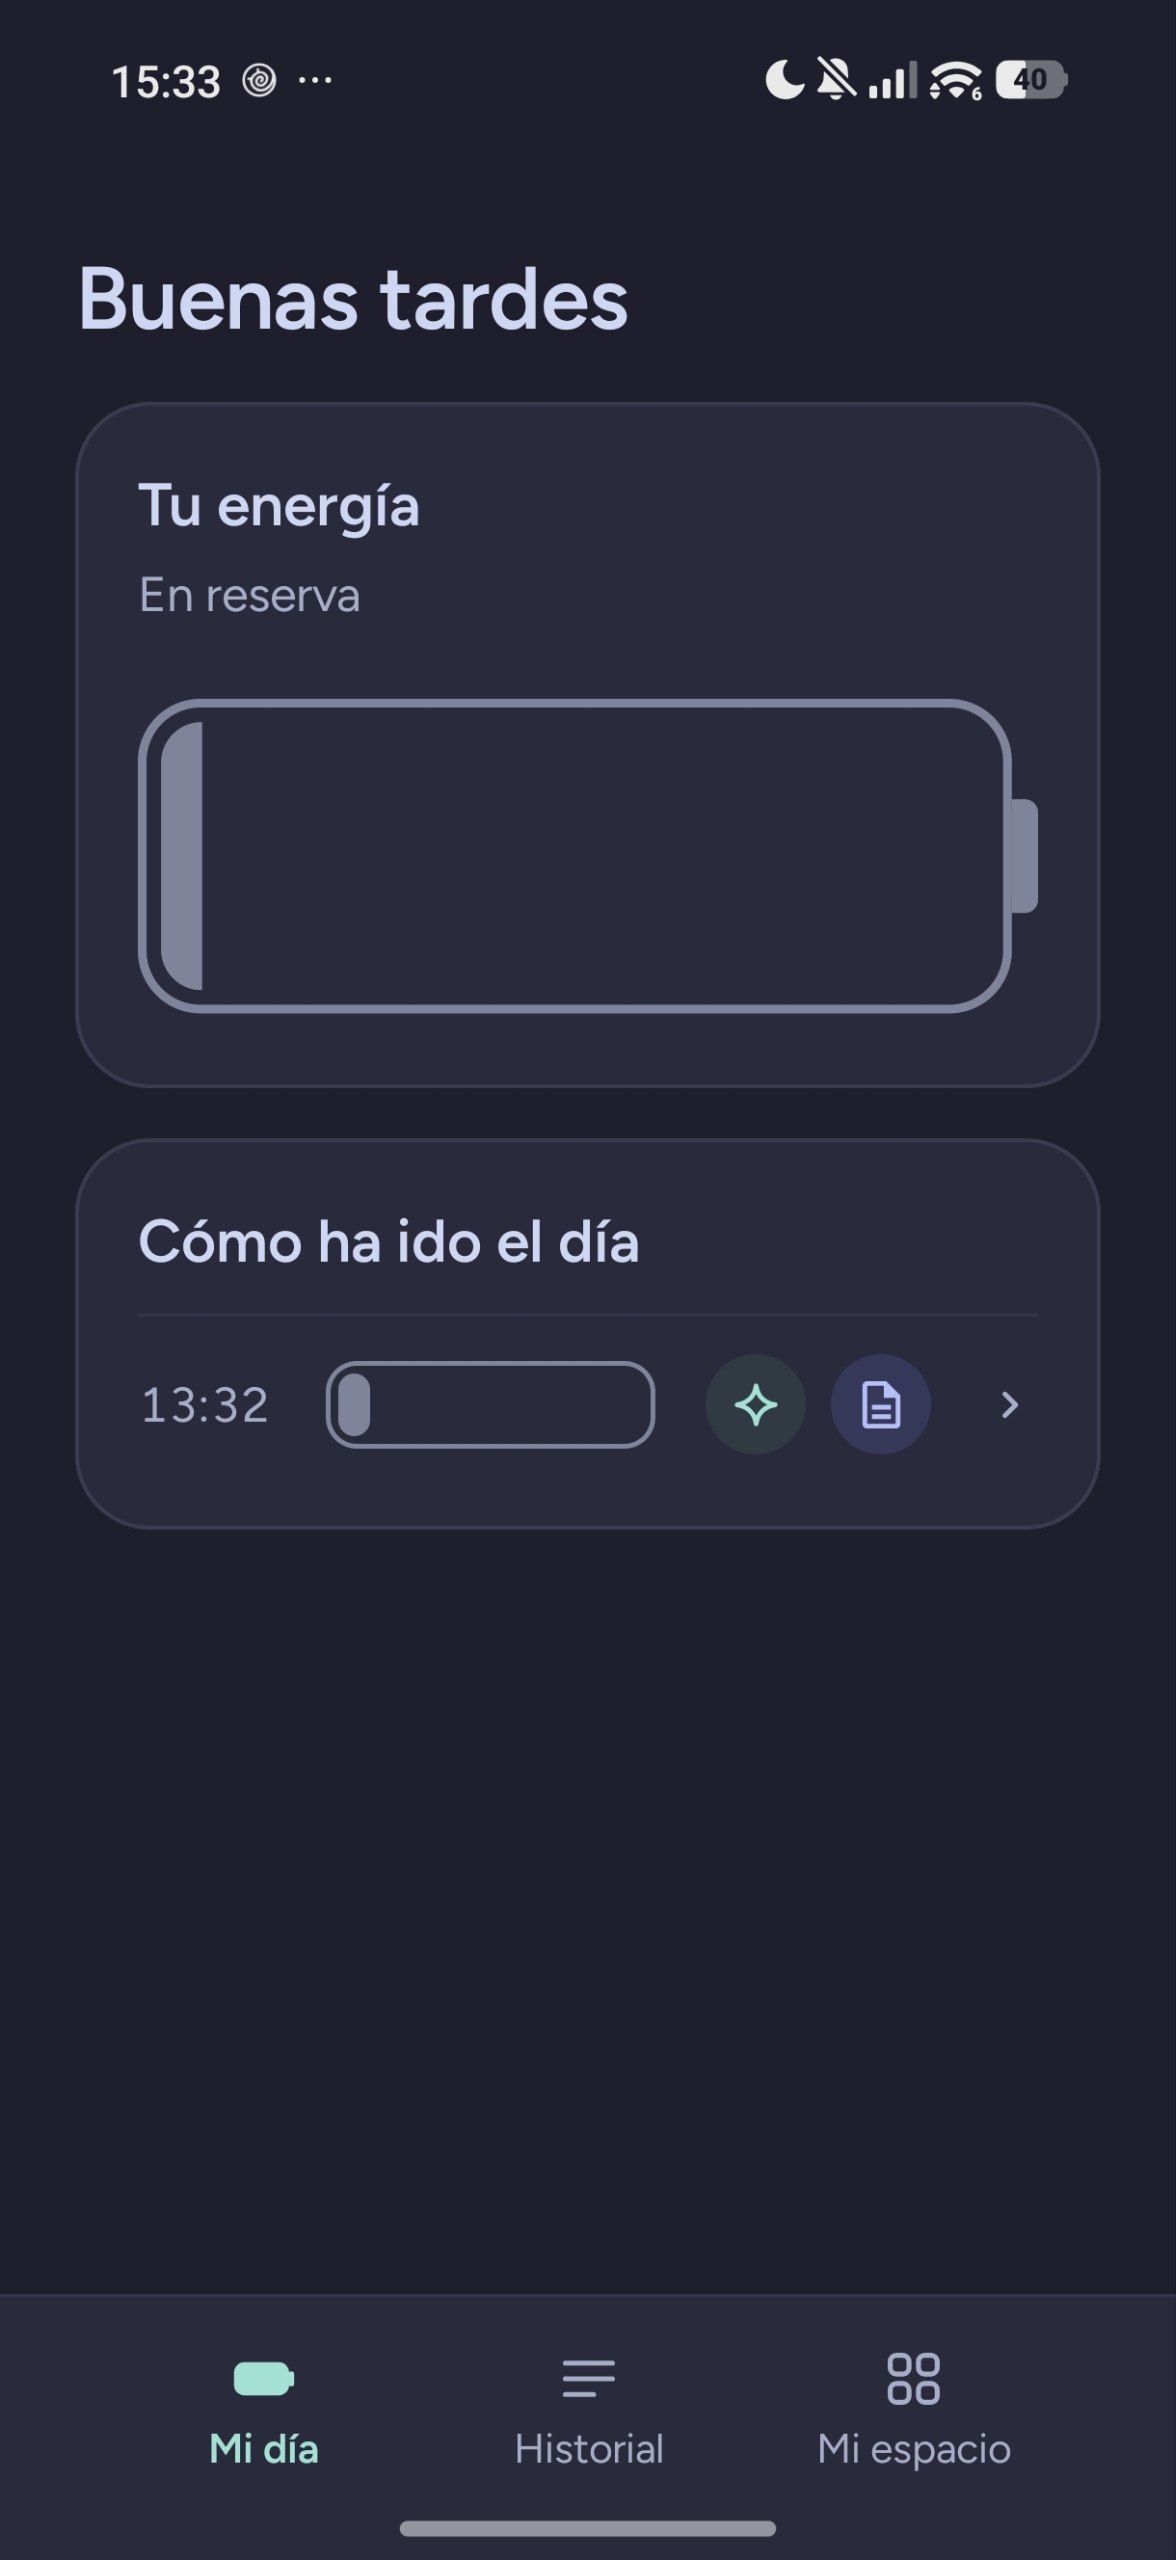 15:33 ...
6 40
Buenas tardes
Tu energía
En reserva
Cómo ha ido el día
13:32
Mi día
Historial
Mi espacio